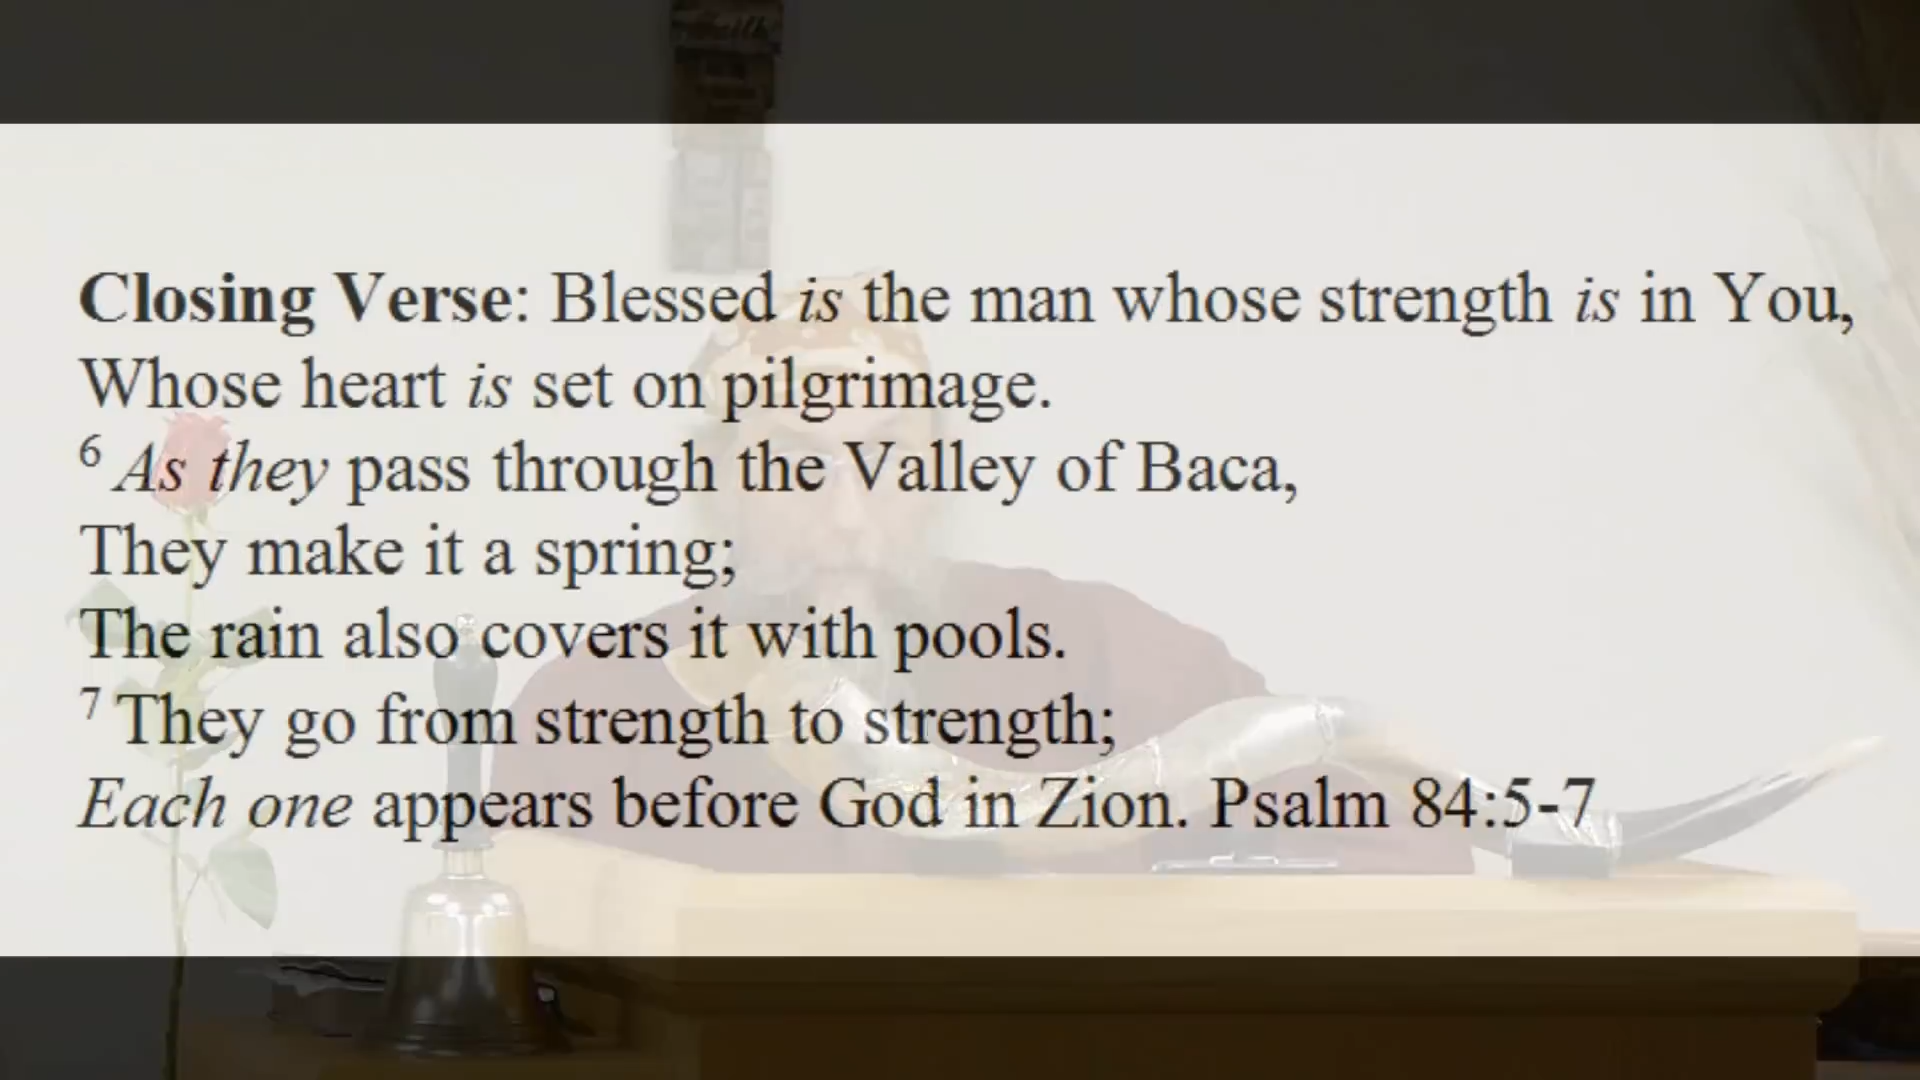 Closing Verse: Blessed is the man whose strength is in You,
Whose heart is set on pilgrimage.
6 As they pass through the Valley of Baca,
They make it a spring;
The rain also covers it with pools.
7 They go from strength to strength;
Each one appears before God in Zion. Psalm 84:5-7